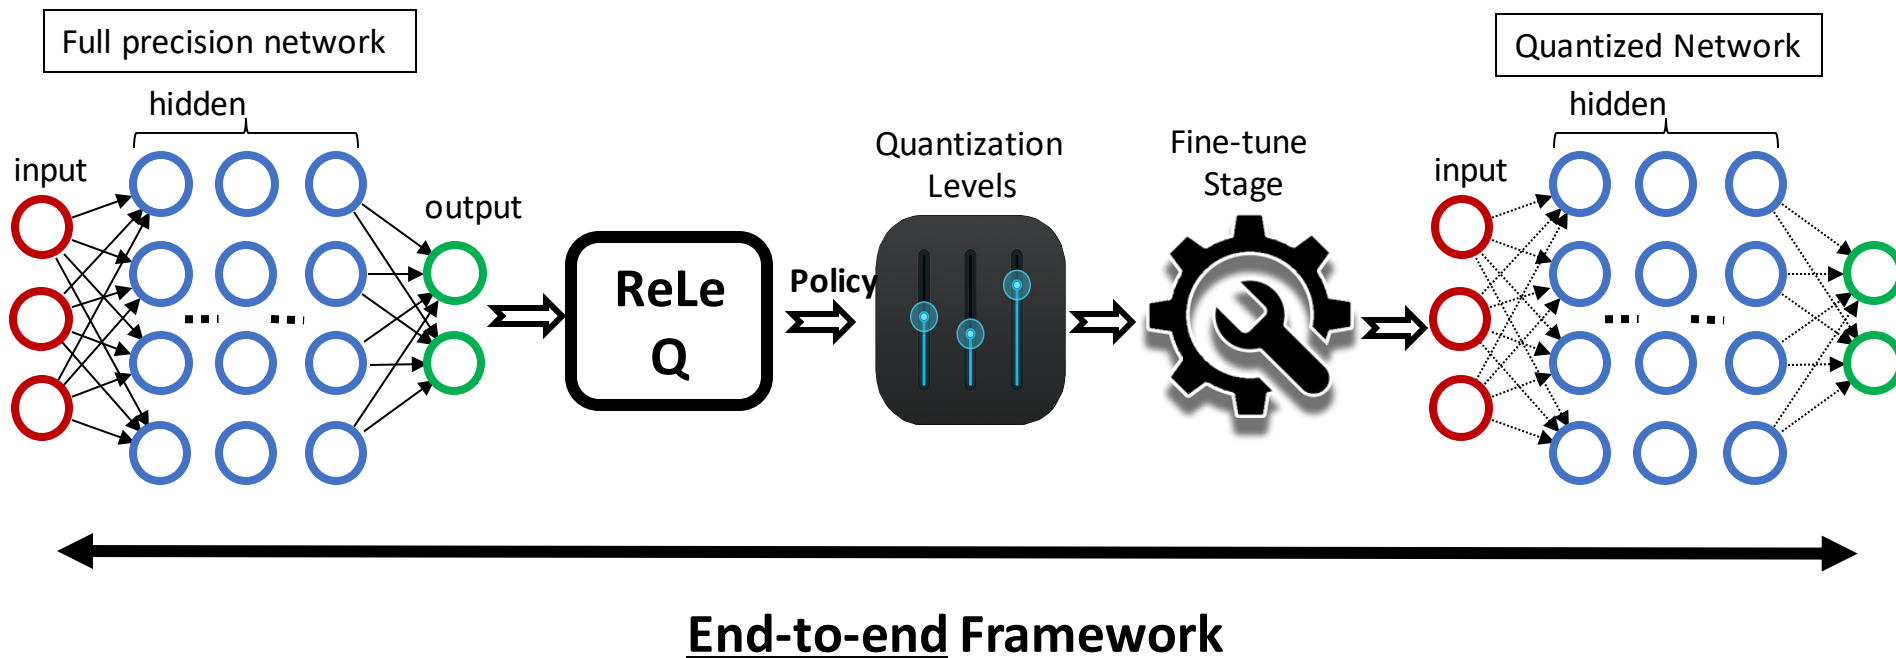 Full precision network
hidden
input
output
ReLe
Q
Policy
Quantization
Levels
Fine-tune
Stage
Quantized Network
hidden
input
End-to-end Framework